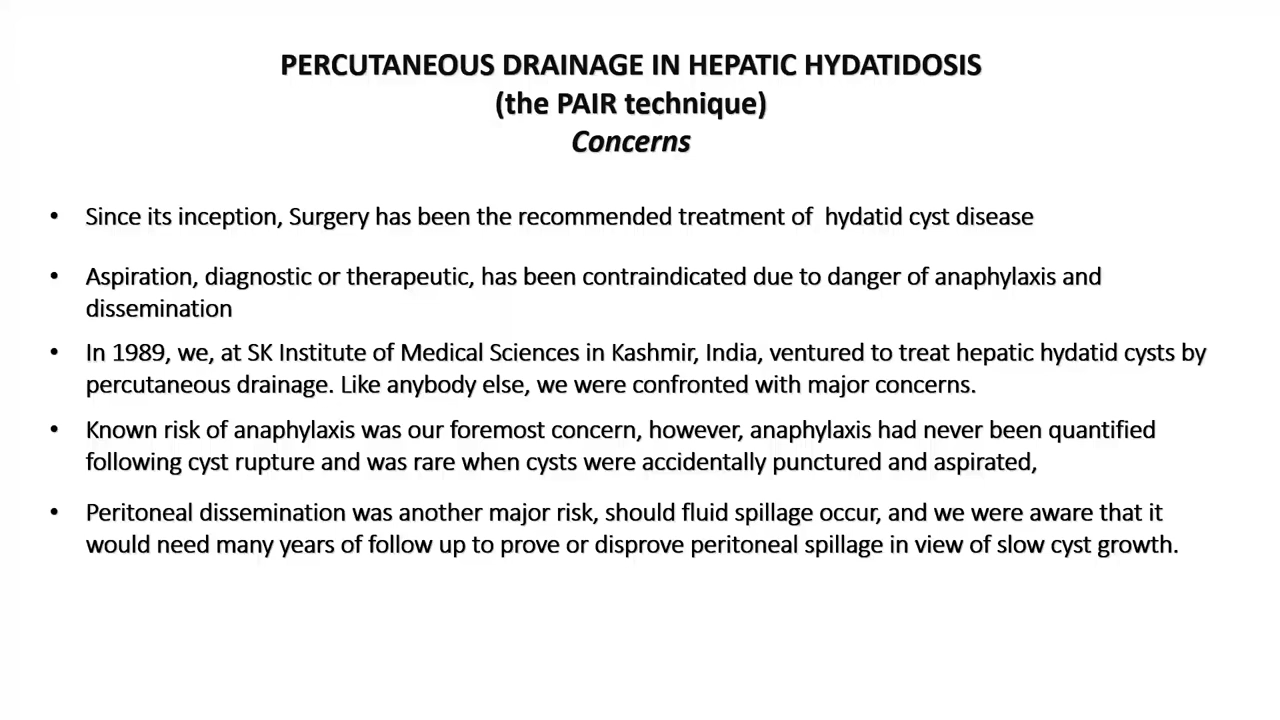 PERCUTANEOUS DRAINAGE IN HEPATIC HYDATIDOSIS
(the PAIR technique)
Concerns
• Since its inception, Surgery has been the recommended treatment of  hydatid cyst disease
• Aspiration, diagnostic or therapeutic, has been contraindicated due to danger of anaphylaxis and
dissemination
• In 1989, we, at SK Institute of Medical Sciences in Kashmir, India, ventured to treat hepatic hydatid cysts by
percutaneous drainage. Like anybody else, we were confronted with major concerns.
• Known risk of anaphylaxis was our foremost concern, however, anaphylaxis had never been quantified
following cyst rupture and was rare when cysts were accidentally punctured and aspirated,
• Peritoneal dissemination was another major risk, should fluid spillage occur, and we were aware that it
would need many years of follow up to prove or disprove peritoneal spillage in view of slow cyst growth.